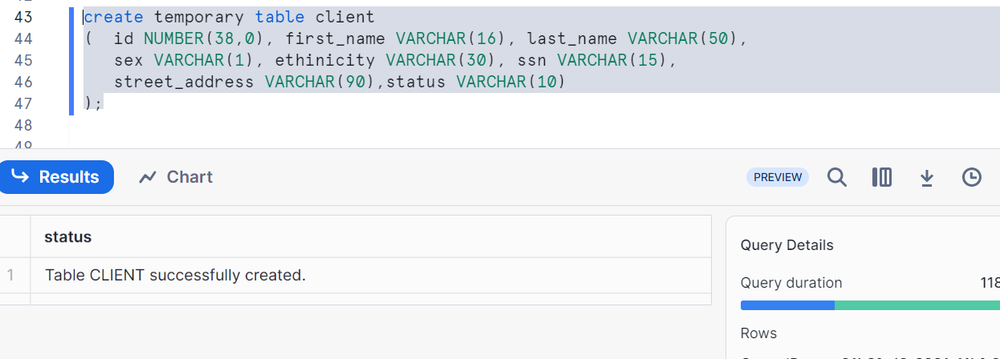 43 create temporary table client
44 ( id NUMBER(38,0), first_name VARCHAR(16), last_name VARCHAR(50),
45 sex VARCHAR(1), ethinicity VARCHAR(30), ssn VARCHAR(15),
46 street_address VARCHAR(90),status VARCHAR(10)
47 );
48
49
Results Chart PREVIEW
status
1 Table CLIENT successfully created.
Query Details
Query duration 118
Rows